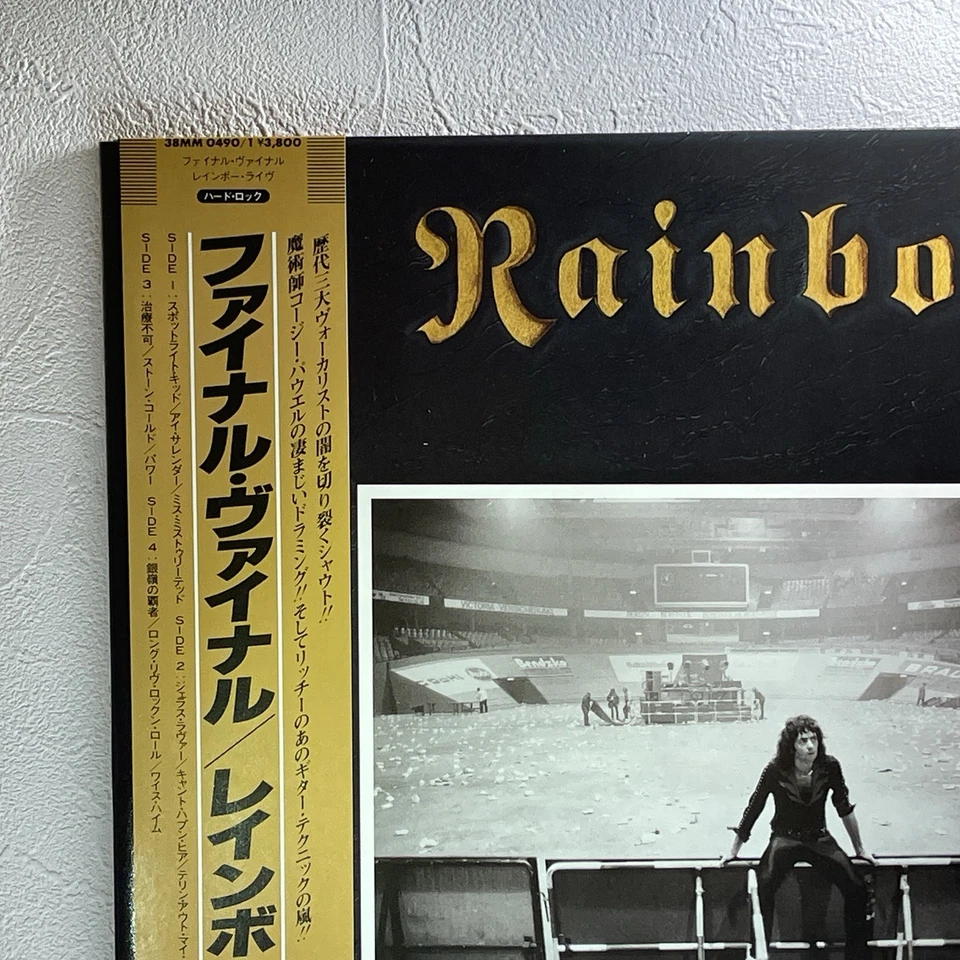 38MM 0490/1 ¥3,800
ファイナル・ヴァイナル
レインボー・ライヴ
ハード・ロック
歴代三大ヴォーカリストの闇を切り裂くシャウト!!
魔術師コージー・パウエルの凄まじいドラミング!!そしてリッチーのあのギター・テクニックの嵐!!
ファイナル・ヴァイナル/レインボ
SIDE 1:スポットライト・キッド/アイ・サレンダー/ミス・ミストゥリーテッド SIDE 2:ジェラス・ラヴァー/キャント・ハプン・ヒア/テリン・アウト・マイ・
SIDE 3:治療不可/ストーン・コールド/パワー SIDE 4:銀嶺の覇者/ロング・リヴ・ロックン・ロール/ワイス・ハイム
Rainbo
VICTORIA VERSICHERUNGEN
Bendzko